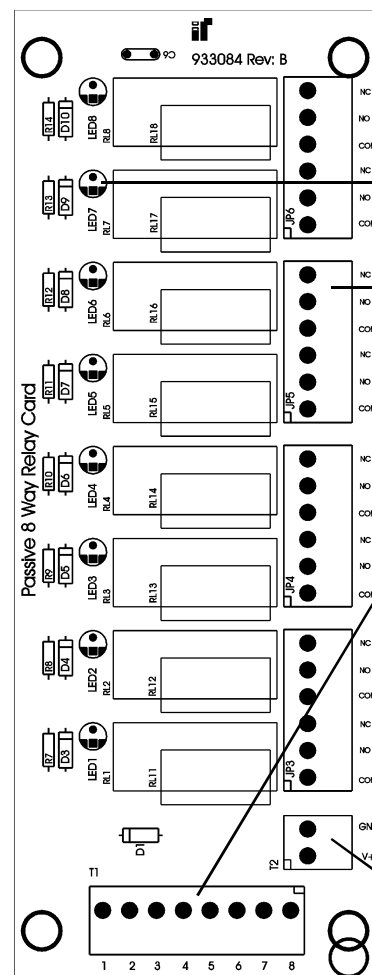 C6
933084 Rev: B
Passive 8 Way Relay Card
R14
D10
LED8
RL8
RL18
NC
NO
R13
D9
LED7
RL7
RL17
JP6
NC
NO
R12
D8
LED6
RL6
RL16
NC
NO
R11
D7
LED5
RL5
RL15
JP5
NC
NO
R10
D6
LED4
RL4
RL14
NC
NO
R9
D5
LED3
RL3
RL13
JP4
NC
NO
R8
D4
LED2
RL2
RL12
NC
NO
R7
D3
LED1
RL1
RL11
JP3
NC
NO
D1
T2
T1
1 2 3 4 5 6 7 8